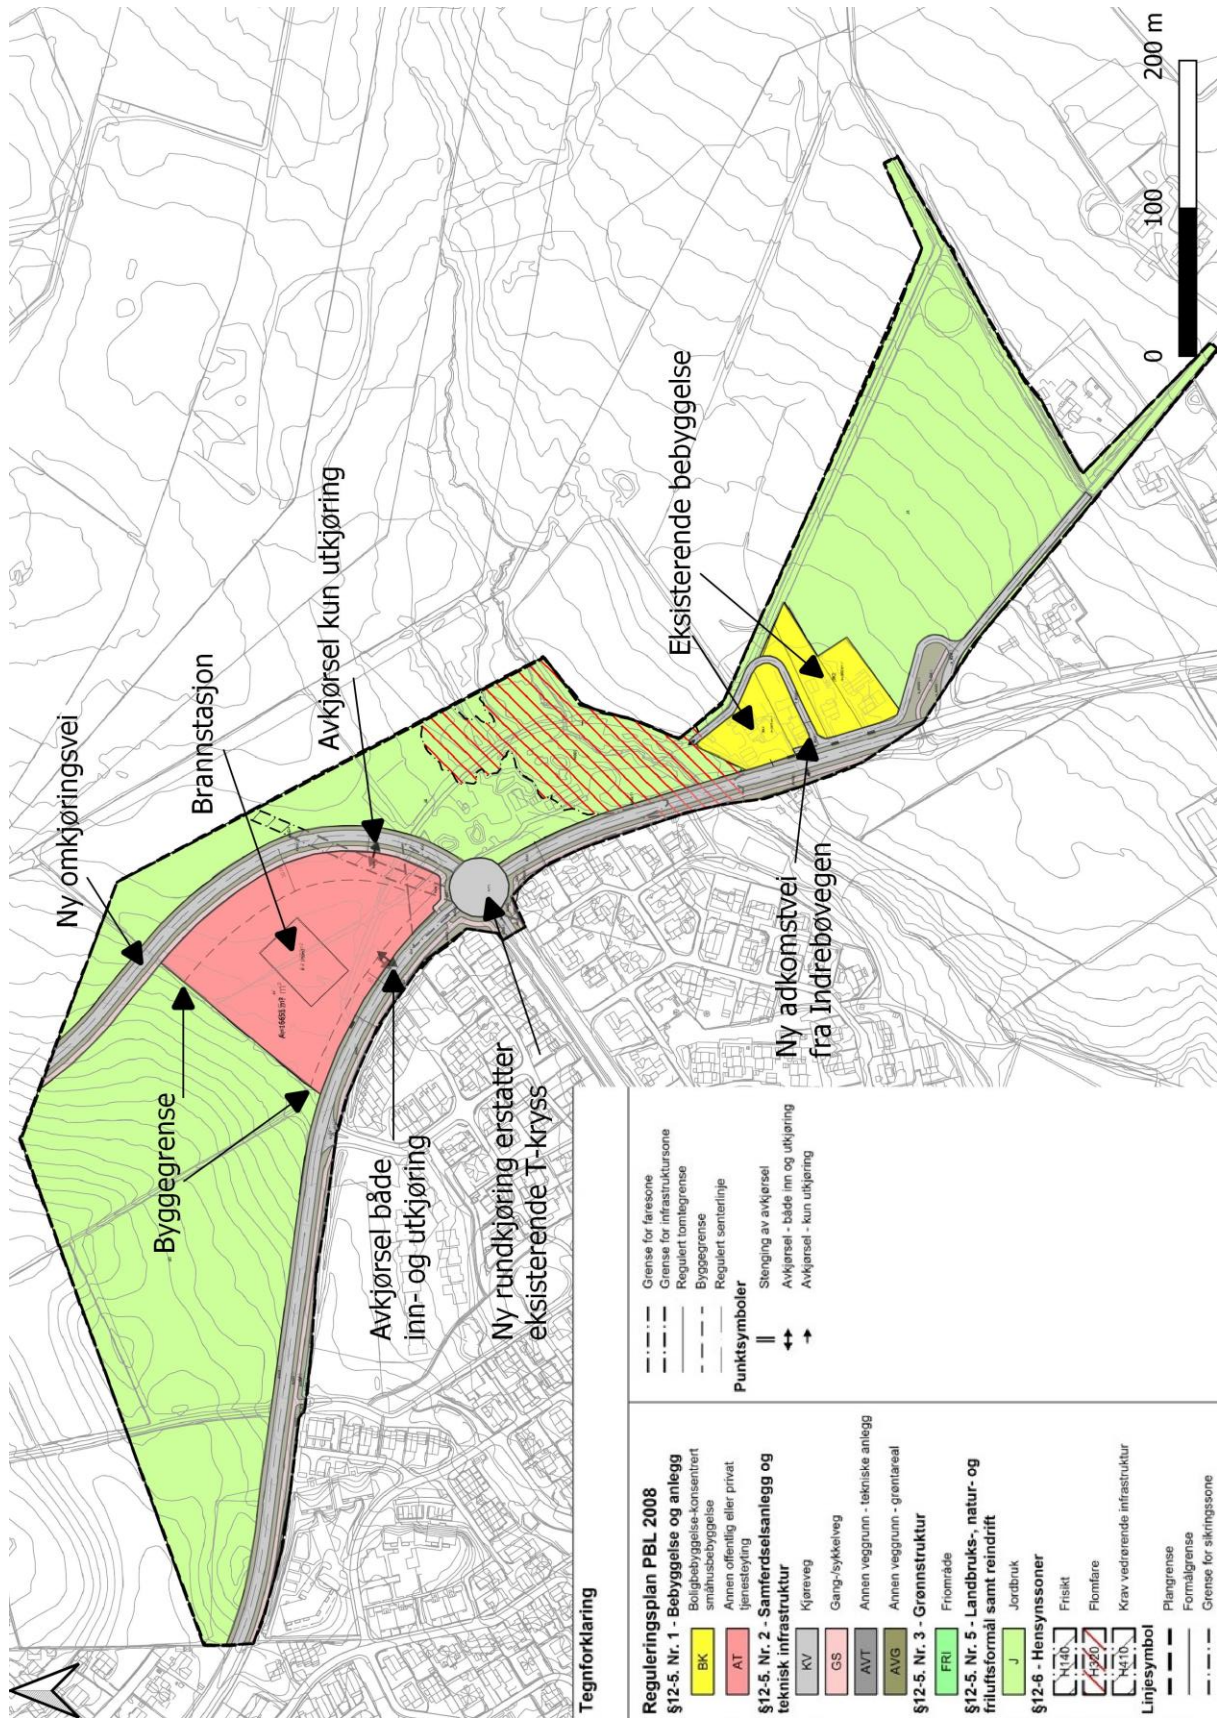 Ny omkjøringsvei
Brannstasjon
Avkjørsel kun utkjøring
Byggegrense
Avkjørsel både
inn- og utkjøring
Ny rundkjøring erstatter
eksisterende T-kryss
Eksisterende bebyggelse
Ny adkomstvei
fra Indrebøvegen
0 100 200 m
Tegnforklaring
Reguleringsplan PBL 2008
§12-5. Nr. 1 - Bebyggelse og anlegg
BK
Boligbebyggelse-konsentrert
småhusbebyggelse
AT
Annen offentlig eller privat
tjenesteyting
§12-5. Nr. 2 - Samferdselsanlegg og
teknisk infrastruktur
KV
Kjøreveg
GS
Gang-/sykkelveg
AVT
Annen veggrunn - tekniske anlegg
AVG
Annen veggrunn - grøntareal
§12-5. Nr. 3 - Grønnstruktur
FRI
Friområde
§12-5. Nr. 5 - Landbruks-, natur- og
friluftsformål samt reindrift
J
Jordbruk
§12-6 - Hensynssoner
H140
Frisikt
H320
Flomfare
H410
Krav vedrørende infrastruktur
Linjesymbol
Plangrense
Formålgrense
Grense for sikringssone
Grense for faresone
Grense for infrastruktursone
Regulert tomtegrense
Byggegrense
Regulert senterlinje
Punktsymboler
Stenging av avkjørsel
Avkjørsel - både inn og utkjøring
Avkjørsel - kun utkjøring